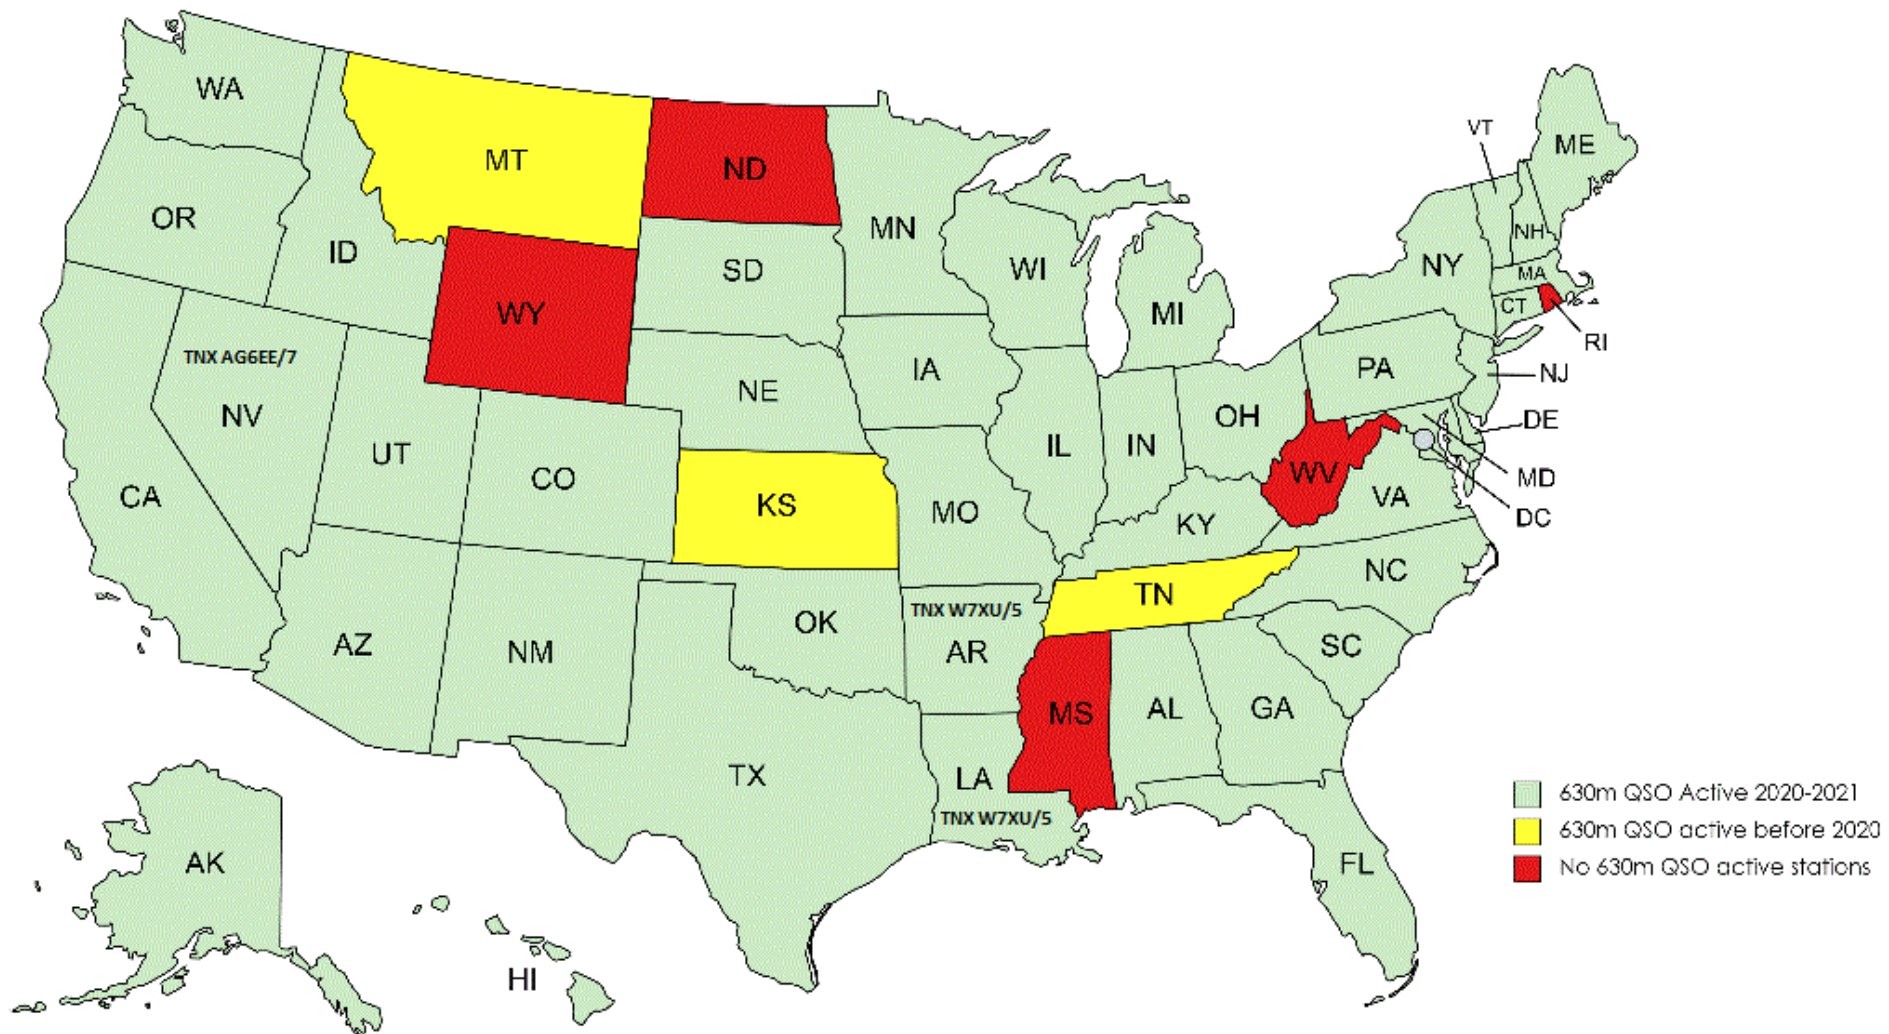 WA
VT
ME
MT
ND
OR
MN
NH
ID
NY
SD
WI
MA
CT
WY
MI
RI
TNX AG6EE/7
IA
PA
NJ
NE
NV
OH
DE
UT
IL
IN
CO
WV
MD
CA
KS
MO
VA
DC
KY
NC
TN
TNX W7XU/5
OK
AZ
NM
AR
SC
MS
AL
GA
TX
LA
TNX W7XU/5
630m QSO Active 2020-2021
630m QSO active before 2020
No 630m QSO active stations
AK
FL
HI